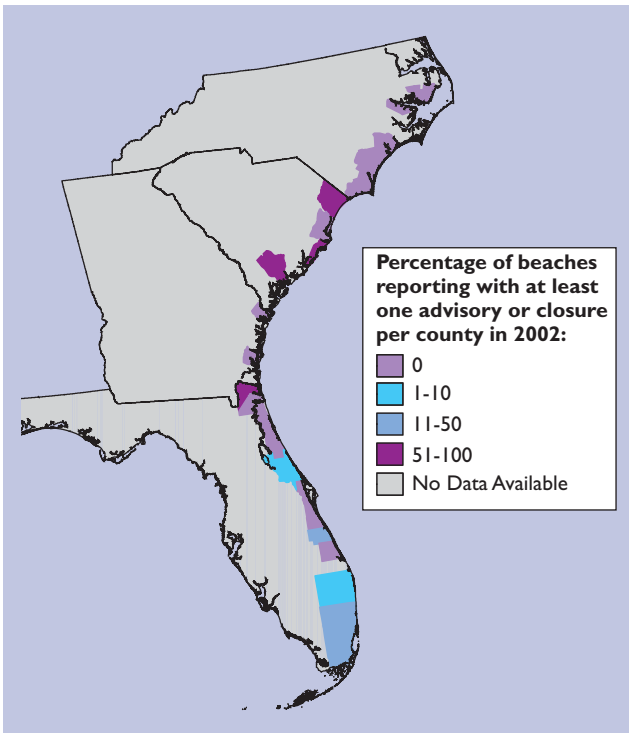 Percentage of beaches
reporting with at least
one advisory or closure
per county in 2002:
0
1-10
11-50
51-100
No Data Available